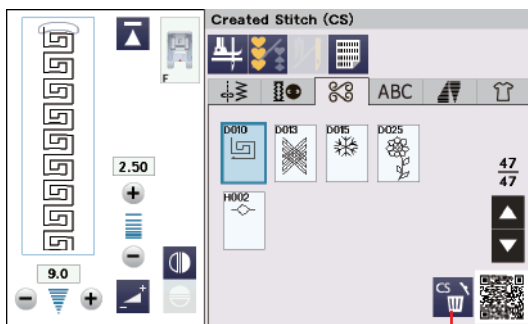 Created Stitch (CS)
F
ABC
D010 D013 D015 D025
2.50
47
47
H002
9.0
CS